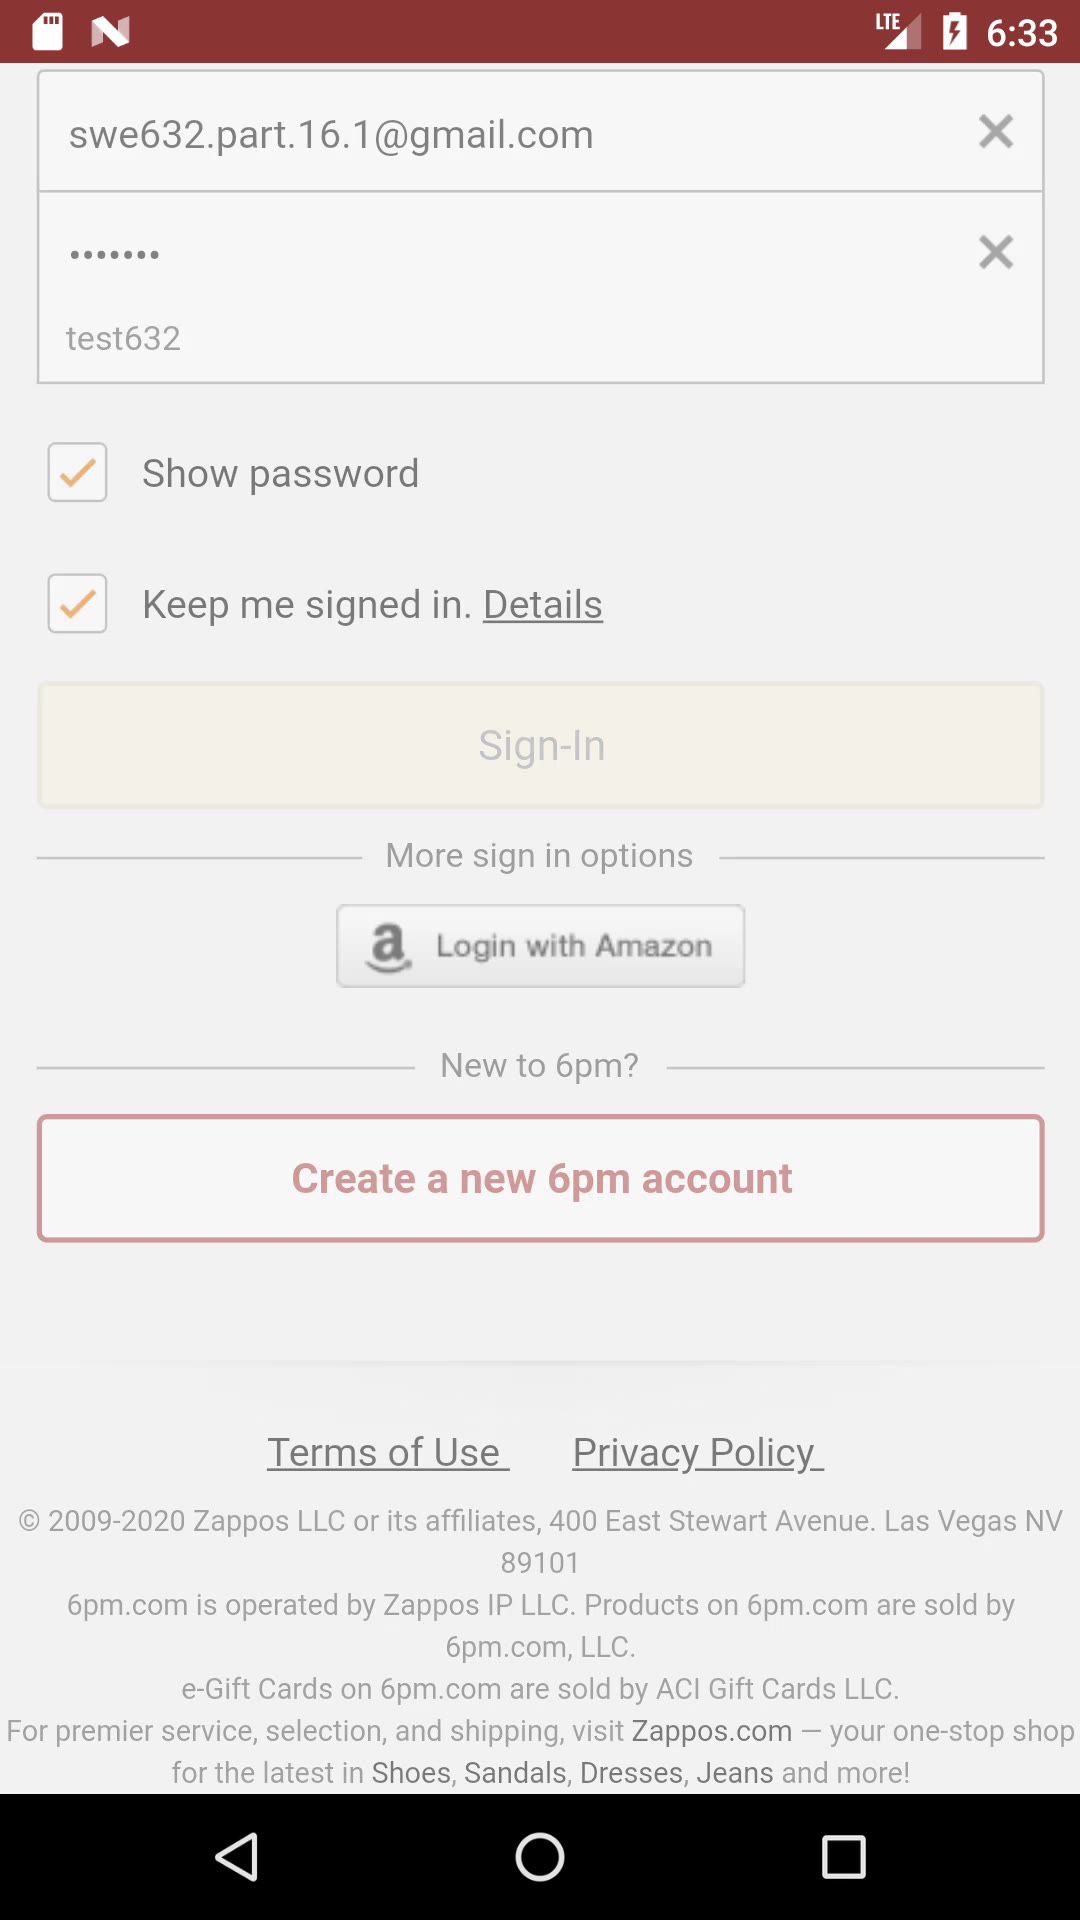 LTE 6:33
swe632.part.16.1@gmail.com
•••••••
test632
Show password
Keep me signed in. Details
Sign-In
More sign in options
a Login with Amazon
New to 6pm?
Create a new 6pm account
Terms of Use Privacy Policy
© 2009-2020 Zappos LLC or its affiliates, 400 East Stewart Avenue. Las Vegas NV
89101
6pm.com is operated by Zappos IP LLC. Products on 6pm.com are sold by
6pm.com, LLC.
e-Gift Cards on 6pm.com are sold by ACI Gift Cards LLC.
For premier service, selection, and shipping, visit Zappos.com — your one-stop shop
for the latest in Shoes, Sandals, Dresses, Jeans and more!